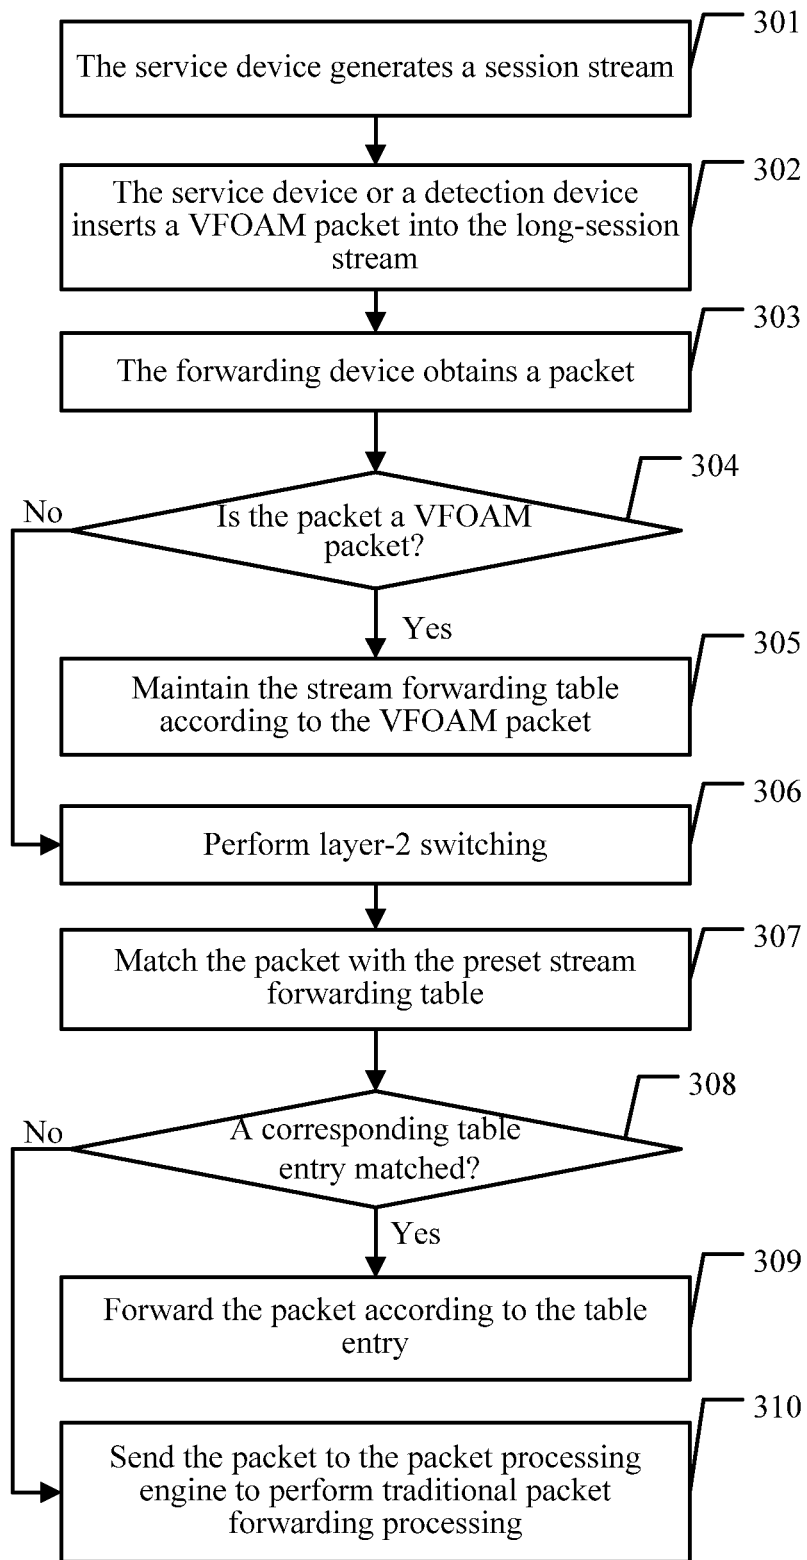 301
The service device generates a session stream
302
The service device or a detection device
inserts a VFOAM packet into the long-session
stream
303
The forwarding device obtains a packet
304
No
Is the packet a VFOAM
packet?
Yes
305
Maintain the stream forwarding table
according to the VFOAM packet
306
Perform layer-2 switching
307
Match the packet with the preset stream
forwarding table
308
No
A corresponding table
entry matched?
Yes
309
Forward the packet according to the table
entry
310
Send the packet to the packet processing
engine to perform traditional packet
forwarding processing